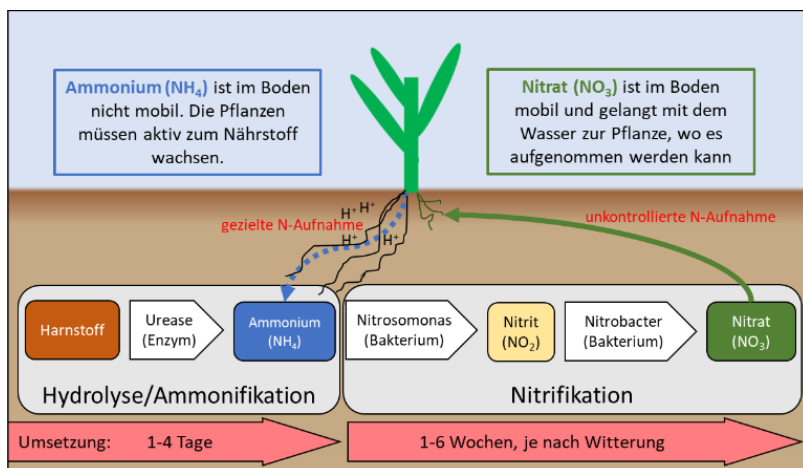 Ammonium (NH₄) ist im Boden
nicht mobil. Die Pflanzen
müssen aktiv zum Nährstoff
wachsen.
Nitrat (NO₃) ist im Boden
mobil und gelangt mit dem
Wasser zur Pflanze, wo es
aufgenommen werden kann
H⁺ H⁺
gezielte N-Aufnahme
H⁺ H⁺
unkontrollierte N-Aufnahme
Harnstoff
Urease
(Enzym)
Ammonium
(NH₄)
Nitrosomonas
(Bakterium)
Nitrit
(NO₂)
Nitrobacter
(Bakterium)
Nitrat
(NO₃)
Hydrolyse/Ammonifikation
Nitrifikation
Umsetzung: 1-4 Tage
1-6 Wochen, je nach Witterung